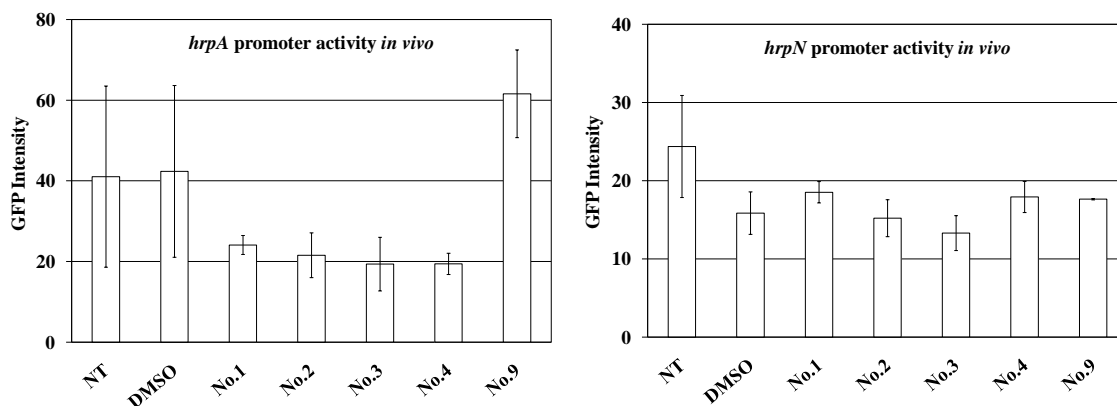 hrpA promoter activity in vivo
GFP Intensity
80
60
40
20
0
NT
DMSO
No.1
No.2
No.3
No.4
No.9
hrpN promoter activity in vivo
GFP Intensity
40
30
20
10
0
NT
DMSO
No.1
No.2
No.3
No.4
No.9